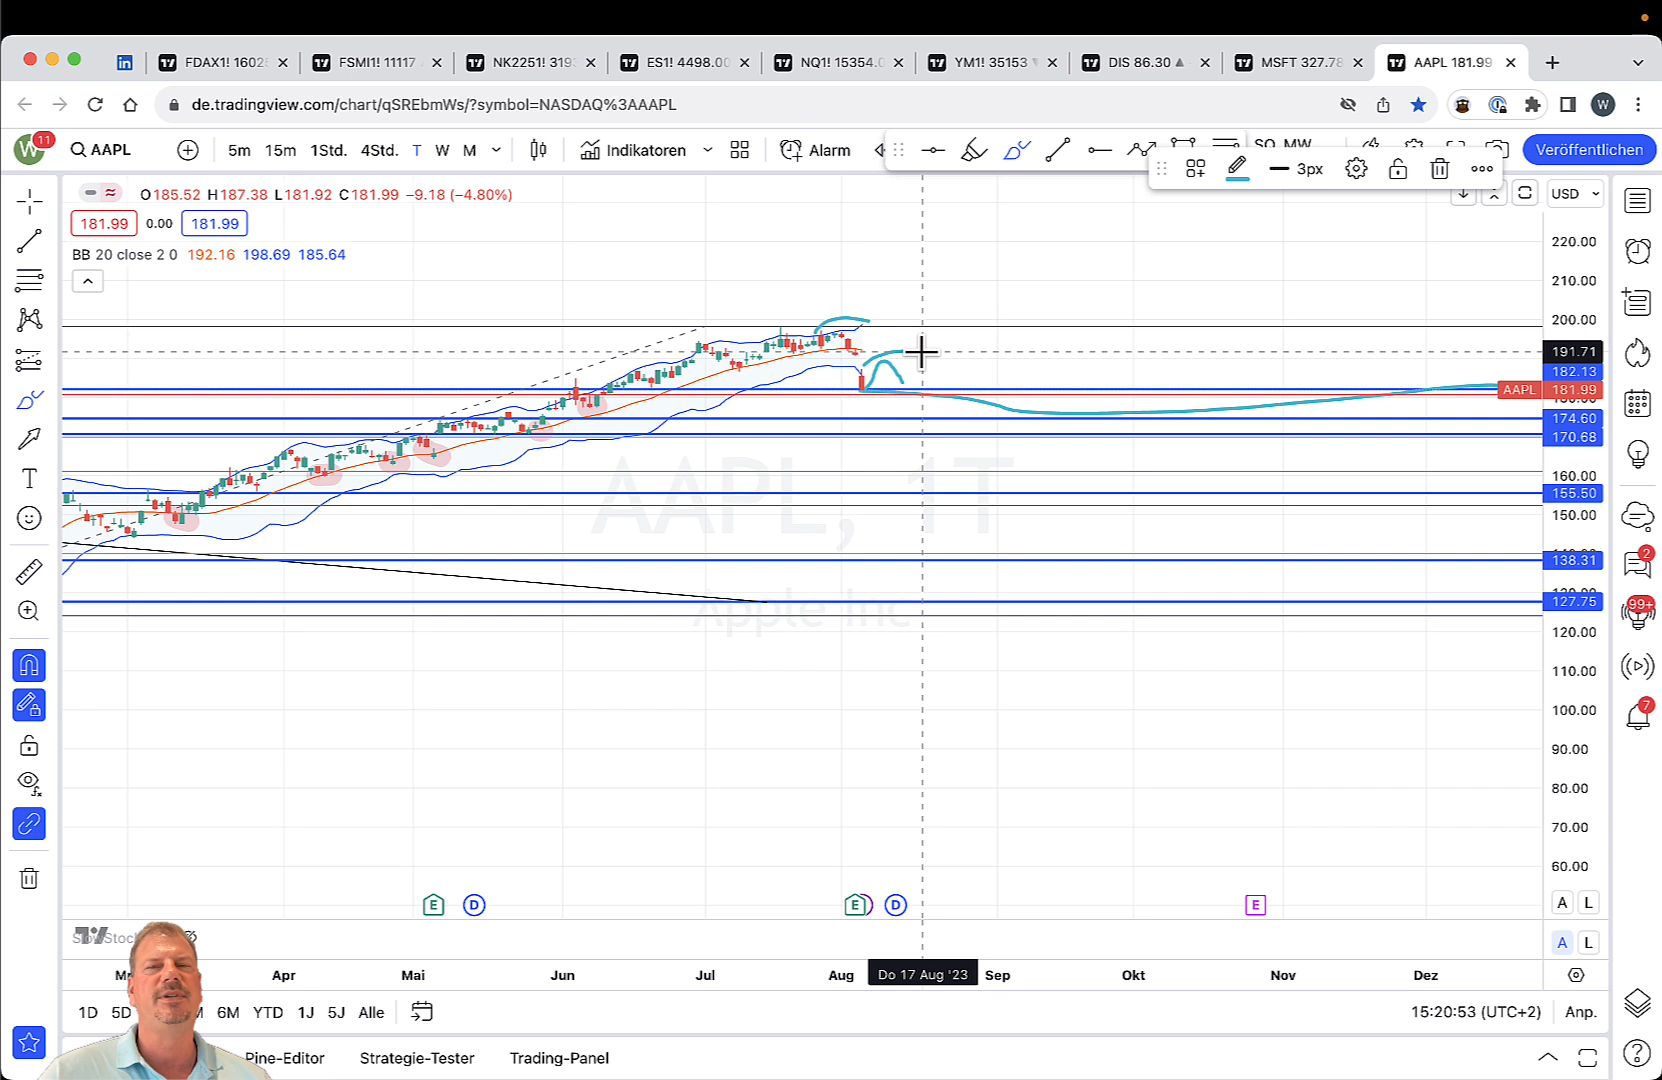 FDAX1! 1602
FSMI1! 11117
NK2251! 319
ES1! 4498.00
NQ1! 15354.0
YM1! 35153
DIS 86.30 ▲
MSFT 327.78
AAPL 181.99
de.tradingview.com/chart/qSREbmWs/?symbol=NASDAQ%3AAAPL
W
W 11
AAPL
5m 15m 1Std. 4Std. T W M
Indikatoren
Alarm
SQ MW
Veröffentlichen
3px
O185.52 H187.38 L181.92 C181.99 −9.18 (−4.80%)
USD
181.99 0.00 181.99
BB 20 close 2 0 192.16 198.69 185.64
220.00
210.00
200.00
191.71
182.13
AAPL 181.99
174.60
170.68
160.00
155.50
150.00
138.31
127.75
120.00
110.00
100.00
90.00
80.00
70.00
60.00
AAPL, 1T
Apple Inc
2
99+
7
E D E D E
A L
A L
Apr Mai Jun Jul Aug Do 17 Aug '23 Sep Okt Nov Dez
1D 5D 6M YTD 1J 5J Alle
15:20:53 (UTC+2) Anp.
Pine-Editor Strategie-Tester Trading-Panel